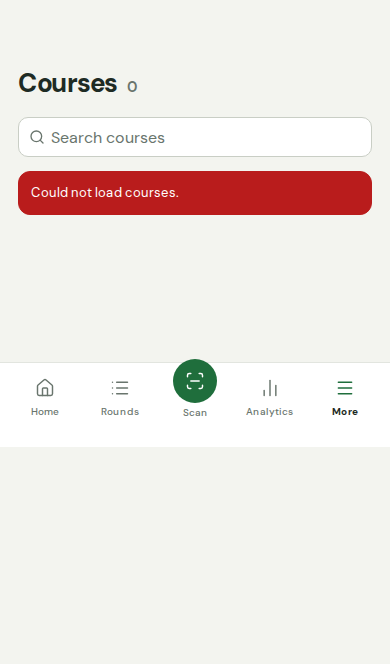 Courses 0
Search courses
Could not load courses.
Home
Rounds
Scan
Analytics
More